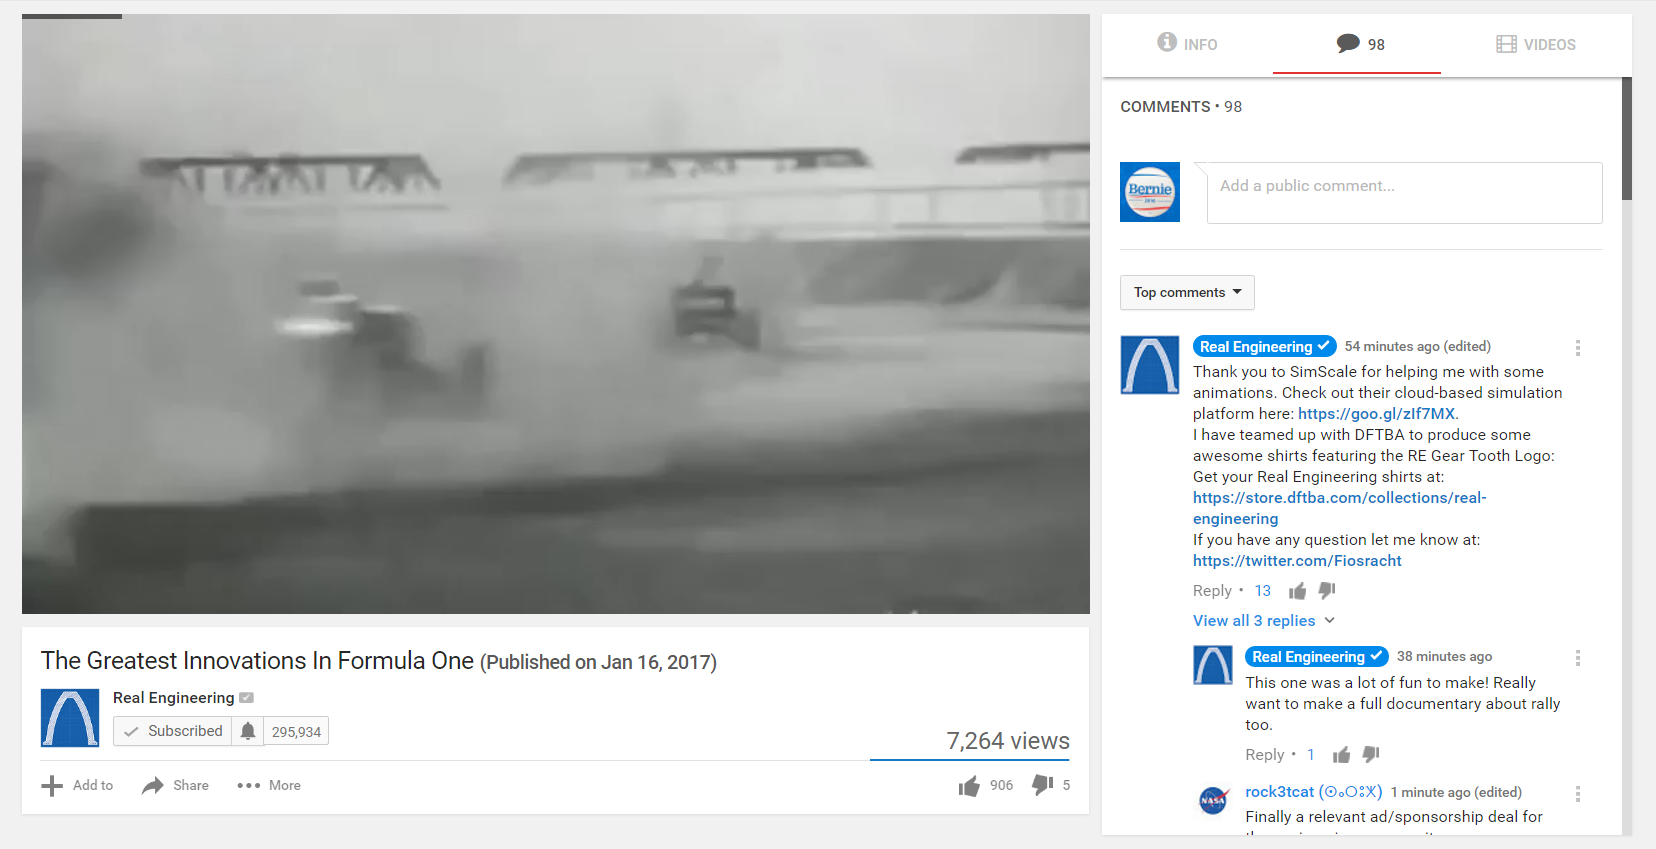 INFO
98
VIDEOS
COMMENTS • 98
Bernie
Add a public comment...
Top comments
Real Engineering 54 minutes ago (edited)
Thank you to SimScale for helping me with some
animations. Check out their cloud-based simulation
platform here: https://goo.gl/zIf7MX.
I have teamed up with DFTBA to produce some
awesome shirts featuring the RE Gear Tooth Logo:
Get your Real Engineering shirts at:
https://store.dftba.com/collections/real-
engineering
If you have any question let me know at:
https://twitter.com/Fiosracht
Reply • 13
View all 3 replies
Real Engineering 38 minutes ago
This one was a lot of fun to make! Really
want to make a full documentary about rally
too.
Reply • 1
NASA
rock3tcat (⊙ₒ○⦂Ӿ) 1 minute ago (edited)
Finally a relevant ad/sponsorship deal for
The Greatest Innovations In Formula One (Published on Jan 16, 2017)
Real Engineering
Subscribed 295,934
7,264 views
Add to Share More 906 5